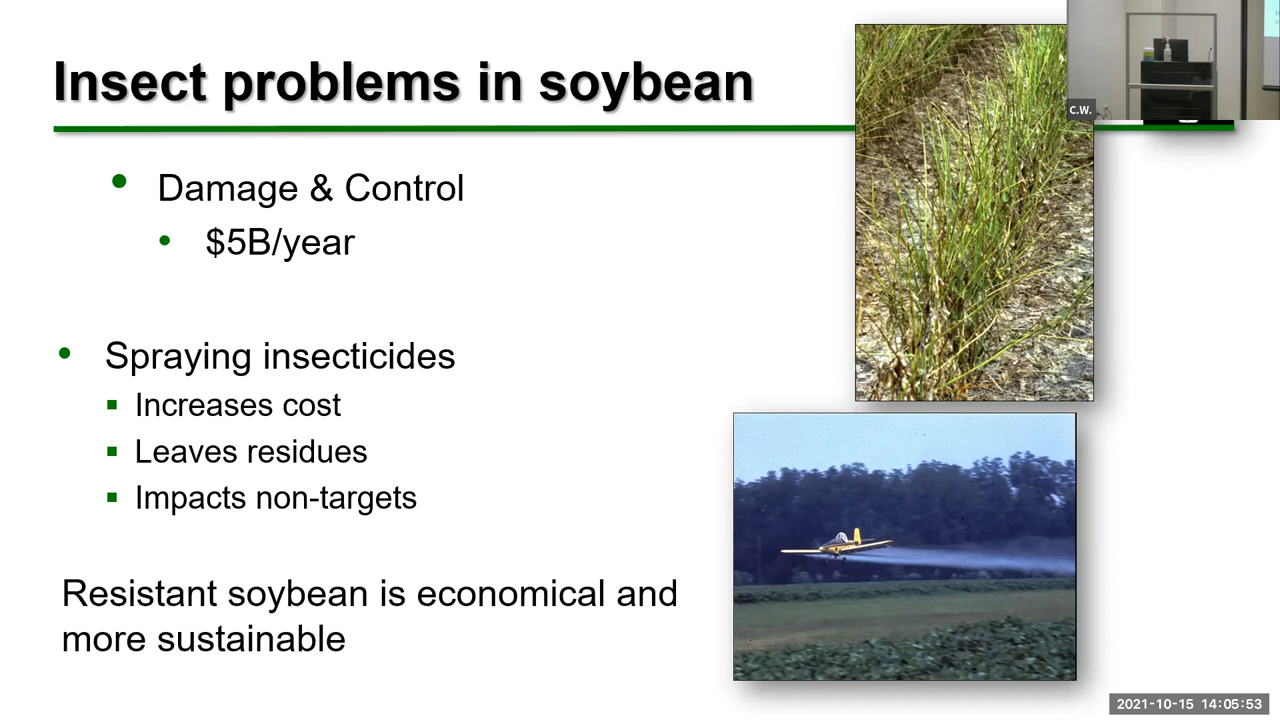 Insect problems in soybean
C.W.
• Damage & Control
• $5B/year
• Spraying insecticides
▪ Increases cost
▪ Leaves residues
▪ Impacts non-targets
Resistant soybean is economical and
more sustainable
2021-10-15 14:05:53